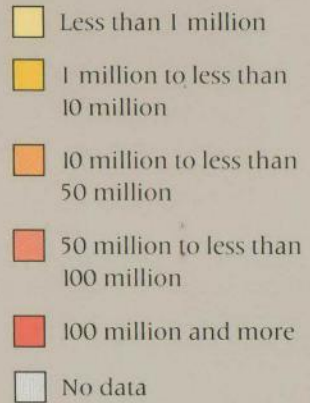 Less than 1 million
1 million to less than
10 million
10 million to less than
50 million
50 million to less than
100 million
100 million and more
No data